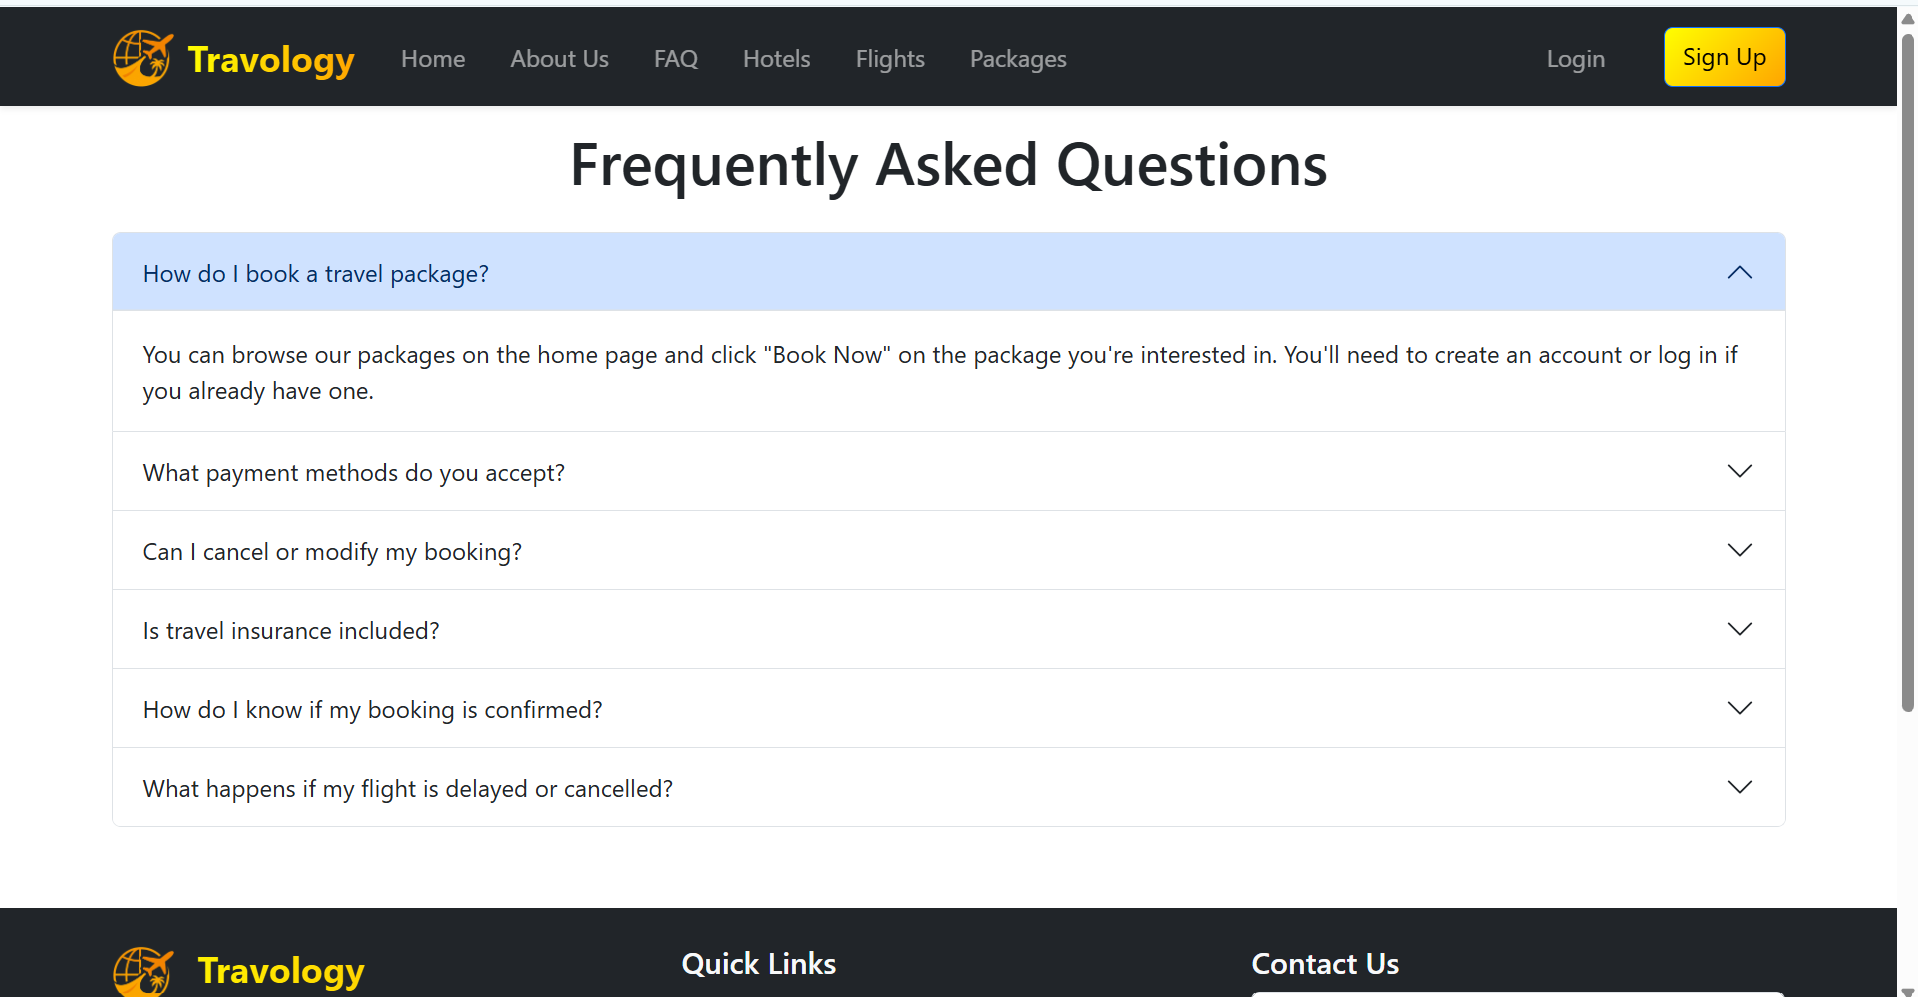 Travology
Home
About Us
FAQ
Hotels
Flights
Packages
Login
Sign Up
Frequently Asked Questions
How do I book a travel package?
You can browse our packages on the home page and click "Book Now" on the package you're interested in. You'll need to create an account or log in if
you already have one.
What payment methods do you accept?
Can I cancel or modify my booking?
Is travel insurance included?
How do I know if my booking is confirmed?
What happens if my flight is delayed or cancelled?
Travology
Quick Links
Contact Us